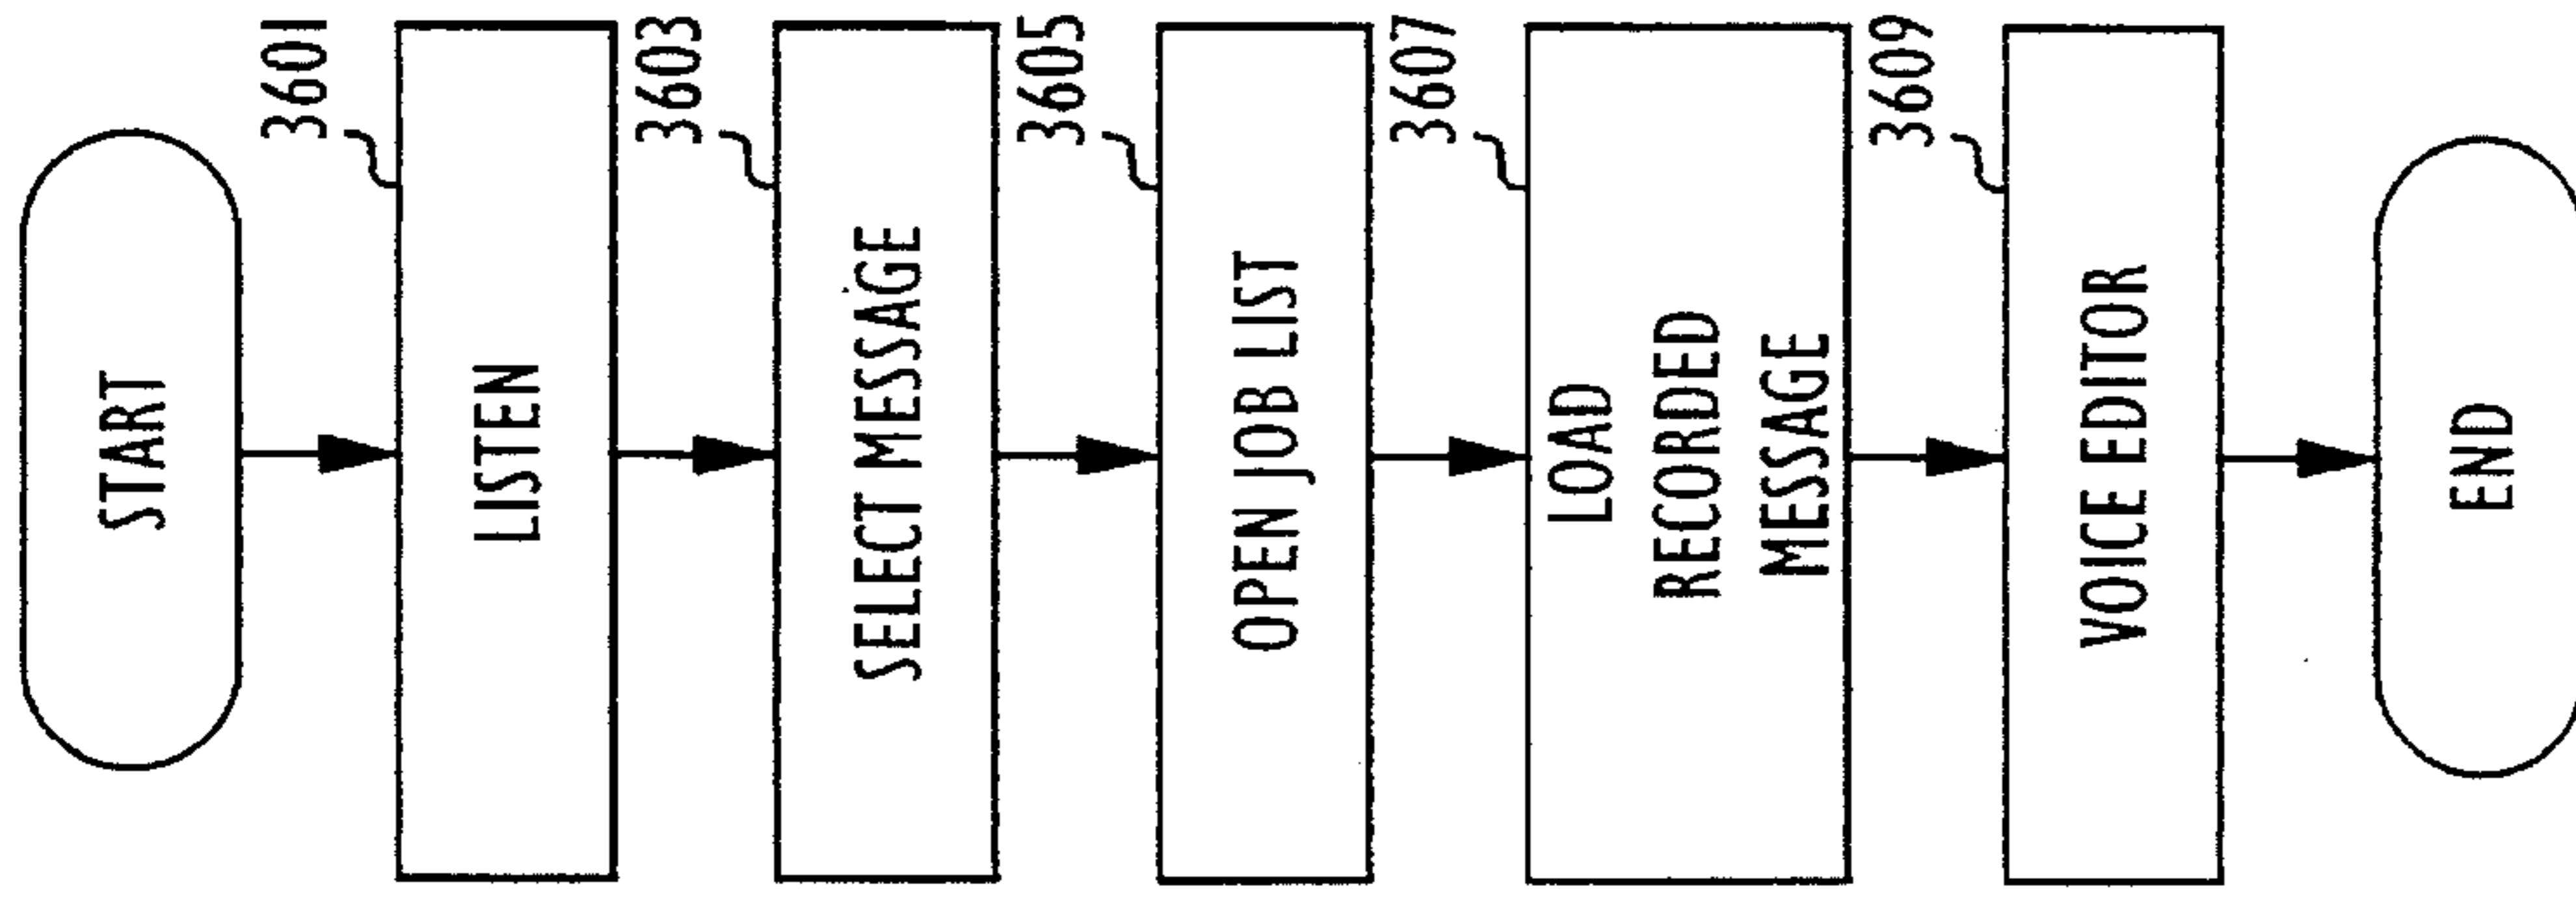 START
3601
LISTEN
3603
SELECT MESSAGE
3605
OPEN JOB LIST
3607
LOAD
RECORDED
MESSAGE
3609
VOICE EDITOR
END